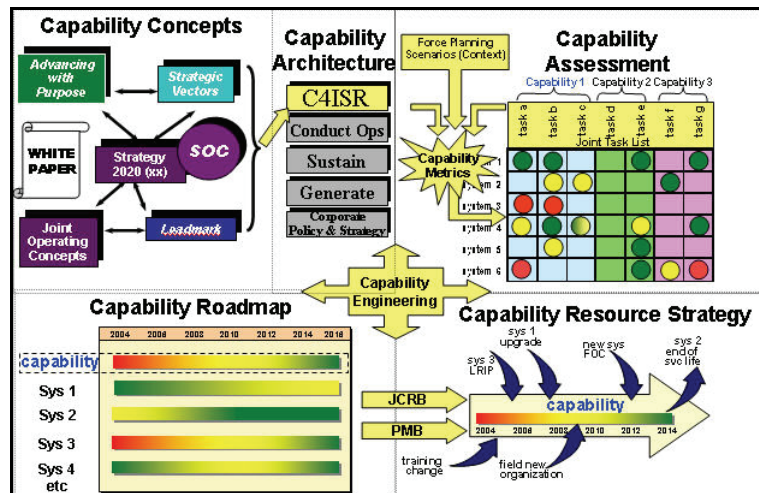 Capability Concepts
Advancing
with
Purpose
Strategic
Vectors
WHITE
PAPER
Strategy
2020 (xx)
SOC
Joint
Operating
Concepts
Leadmark
Capability
Architecture
C4ISR
Conduct Ops
Sustain
Generate
Corporate
Policy & Strategy
Force Planning
Scenarios (Context)
Capability
Metrics
Capability
Assessment
Capability 1
Capability 2
Capability 3
task a
task b
task c
task d
task e
task f
task g
Joint Task List
1
system 2
system 3
system 4
system 5
system 6
Capability
Engineering
Capability Roadmap
2004 2006 2008 2010 2012 2014 2016
capability
Sys 1
Sys 2
Sys 3
Sys 4
etc
JCRB
PMB
Capability Resource Strategy
sys 3
LRIP
sys 1
upgrade
new sys
FOC
sys 2
end of
svc life
capability
2004 2006 2008 2010 2012 2014
training
change
field new
organization